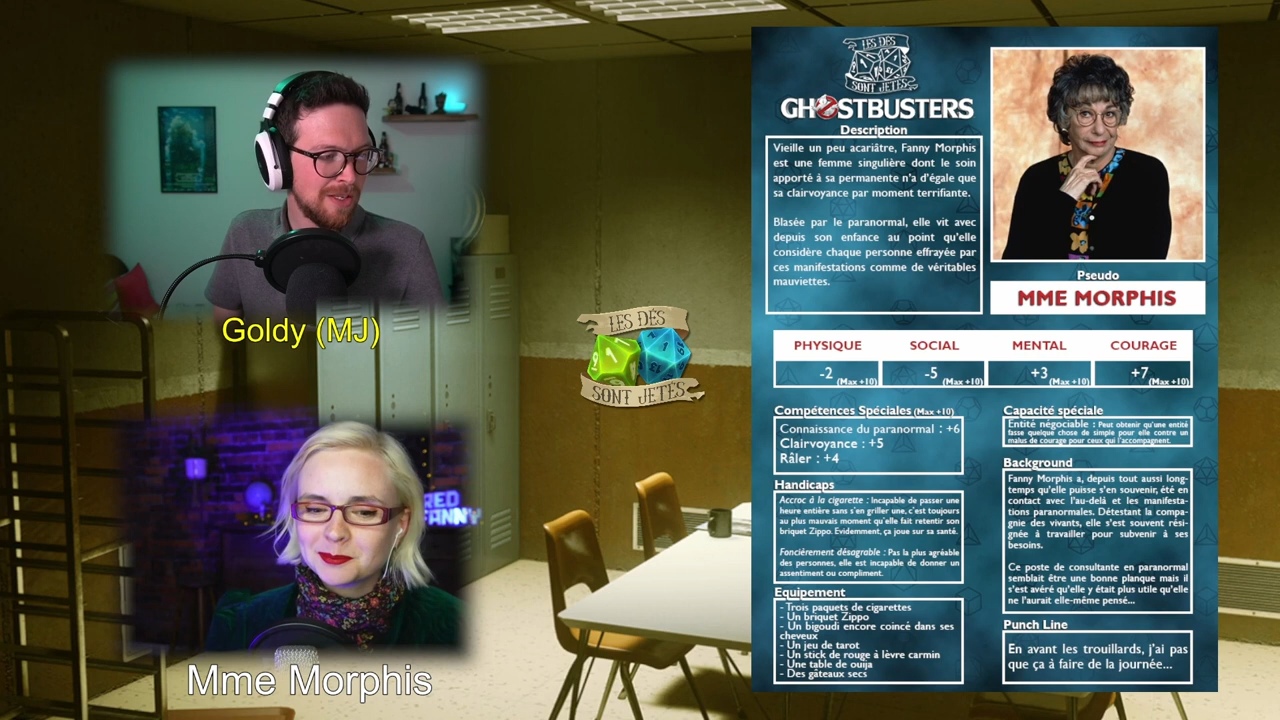 Goldy (MJ)
RED
FANNY
Mme Morphis
LES DÉS
SONT JETÉS
LES DÉS
SONT JETÉS
GHOSTBUSTERS
Description
Vieille un peu acariâtre, Fanny Morphis
est une femme singulière dont le soin
apporté à sa permanente n'a d'égale que
sa clairvoyance par moment terrifiante.
Blasée par le paranormal, elle vit avec
depuis son enfance au point qu'elle
considère chaque personne effrayée par
ces manifestations comme de véritables
mauviettes.
Pseudo
MME MORPHIS
PHYSIQUE SOCIAL MENTAL COURAGE
-2 (Max +10) -5 (Max +10) +3 (Max +10) +7 (Max +10)
Compétences Spéciales (Max +10)
Connaissance du paranormal : +6
Clairvoyance : +5
Râler : +4
Handicaps
Accroc à la cigarette : Incapable de passer une
heure entière sans s'en griller une, c'est toujours
au plus mauvais moment qu'elle fait retentir son
briquet Zippo. Evidemment, ça joue sur sa santé.
Foncièrement désagrable : Pas la plus agréable
des personnes, elle est incapable de donner un
assentiment ou compliment.
Equipement
- Trois paquets de cigarettes
- Un briquet Zippo
- Un bigoudi encore coincé dans ses
cheveux
- Un jeu de tarot
- Un stick de rouge à lèvre carmin
- Une table de ouija
- Des gâteaux secs
Capacité spéciale
Entité négociable : Peut obtenir qu'une entité
fasse quelque chose de simple pour elle contre un
malus de courage pour ceux qui l'accompagnent.
Background
Fanny Morphis a, depuis tout aussi long-
temps qu'elle puisse s'en souvenir, été en
contact avec l'au-delà et les manifesta-
tions paranormales. Détestant la compa-
gnie des vivants, elle s'est souvent rési-
gnée à travailler pour subvenir à ses
besoins.
Ce poste de consultante en paranormal
semblait être une bonne planque mais il
s'est avéré qu'elle y était plus utile qu'elle
ne l'aurait elle-même pensé...
Punch Line
En avant les trouillards, j'ai pas
que ça à faire de la journée...